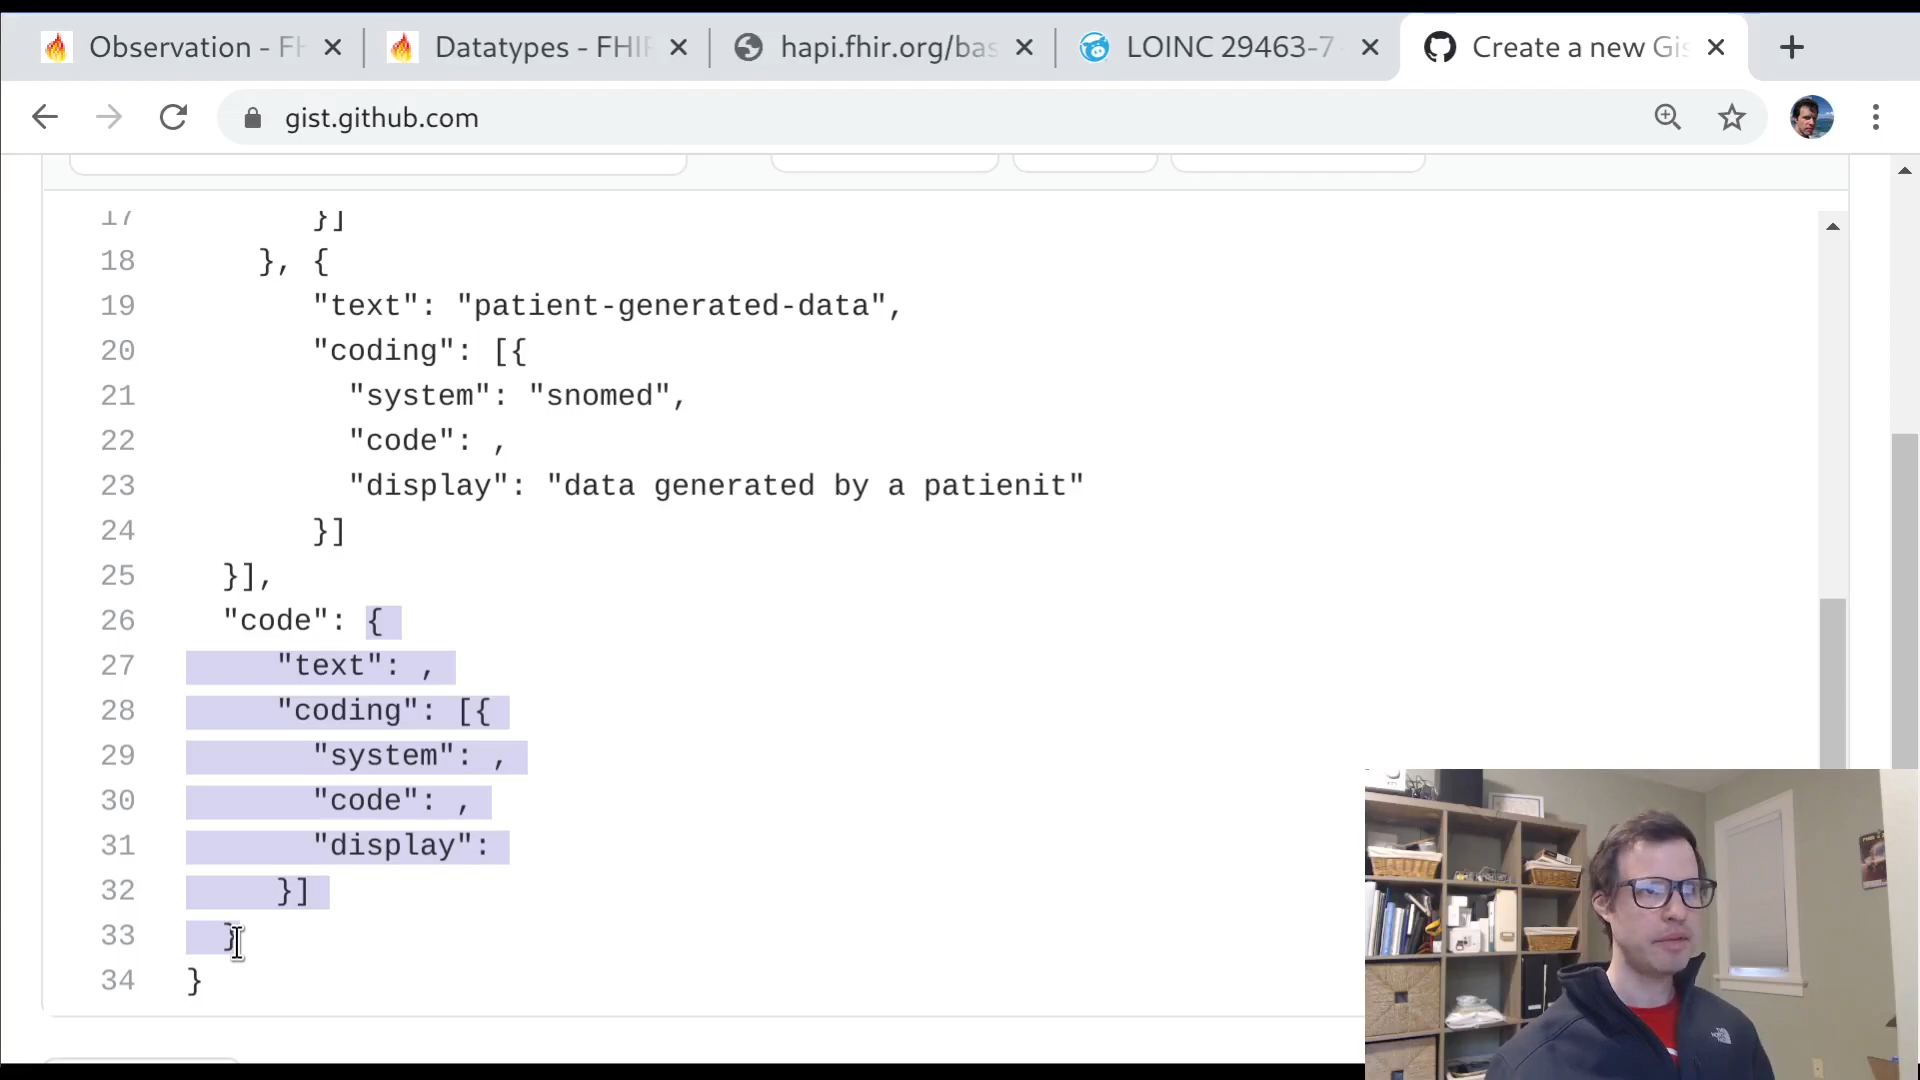 Observation - FH
Datatypes - FHIR
hapi.fhir.org/bas
LOINC 29463-7
Create a new Gis
gist.github.com
17 }]
18 }, {
19 "text": "patient-generated-data",
20 "coding": [{
21 "system": "snomed",
22 "code": ,
23 "display": "data generated by a patienit"
24 }]
25 }],
26 "code": {
27 "text": ,
28 "coding": [{
29 "system": ,
30 "code": ,
31 "display":
32 }]
33 }
34 }